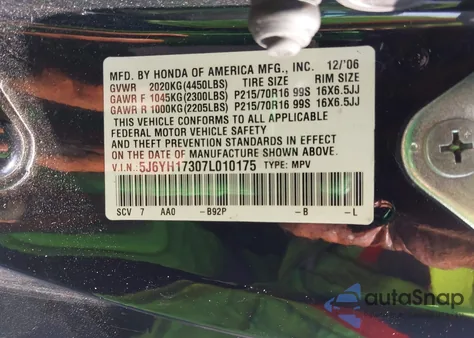 MFD. BY HONDA OF AMERICA MFG., INC. 12/'06
GVWR 2020KG(4450LBS) TIRE SIZE RIM SIZE
GAWR F 1045KG(2300LBS) P215/70R16 99S 16X6.5JJ
GAWR R 1000KG(2205LBS) P215/70R16 99S 16X6.5JJ
THIS VEHICLE CONFORMS TO ALL APPLICABLE
FEDERAL MOTOR VEHICLE SAFETY
AND THEFT PREVENTION STANDARDS IN EFFECT
ON THE DATE OF MANUFACTURE SHOWN ABOVE.
V.I.N.: 5J6YH17307L010175 TYPE: MPV
SCV 7 AA0 -B92P -B -L
autoSnap